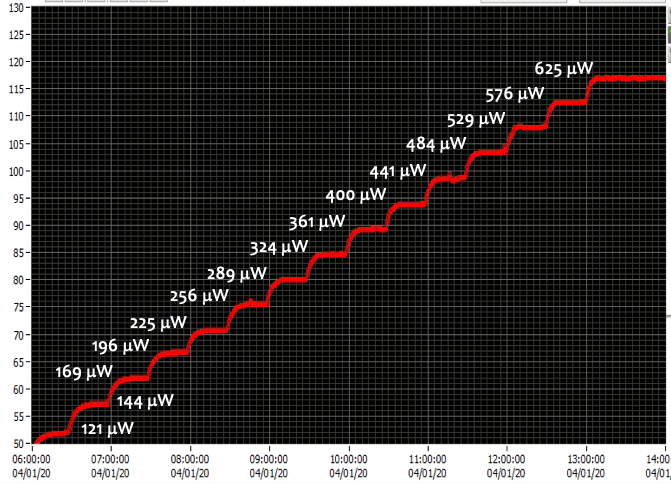 130
125
120
115
110
105
100
95
90
85
80
75
70
65
60
55
50
625 µW
576 µW
529 µW
484 µW
441 µW
400 µW
361 µW
324 µW
289 µW
256 µW
225 µW
196 µW
169 µW
144 µW
121 µW
06:00:00 07:00:00 08:00:00 09:00:00 10:00:00 11:00:00 12:00:00 13:00:00 14:00:
04/01/20 04/01/20 04/01/20 04/01/20 04/01/20 04/01/20 04/01/20 04/01/20 04/01/